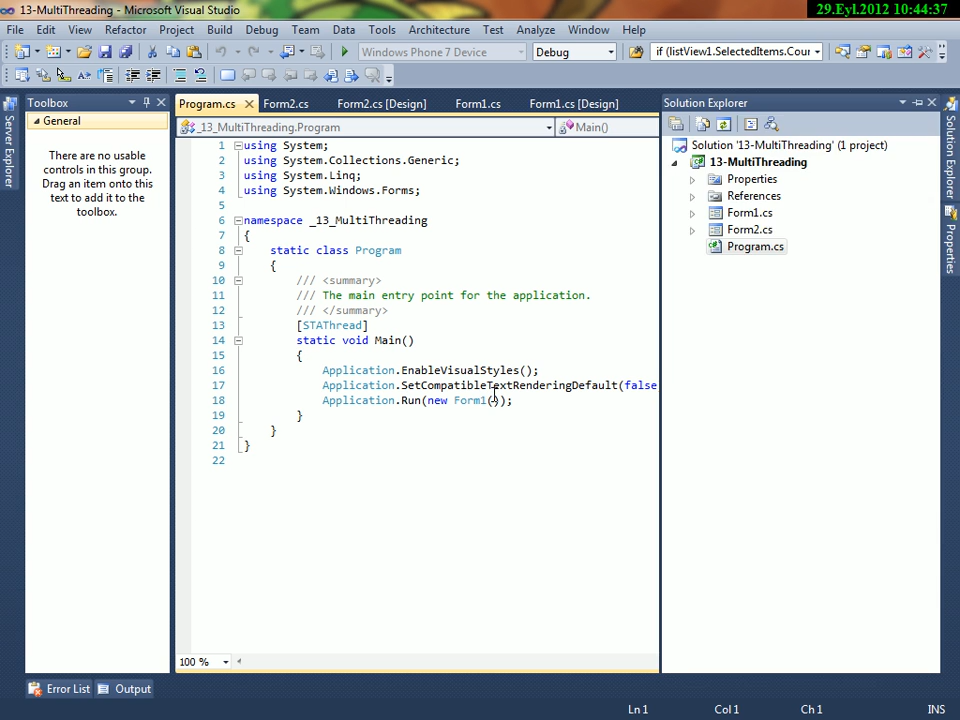 13-MultiThreading - Microsoft Visual Studio
29.Eyl.2012 10:44:37
File Edit View Refactor Project Build Debug Team Data Tools Architecture Test Analyze Window Help
Windows Phone 7 Device Debug if (listView1.SelectedItems.Cour
Server Explorer
Toolbox
General
There are no usable
controls in this group.
Drag an item onto this
text to add it to the
toolbox.
Program.cs Form2.cs Form2.cs [Design] Form1.cs Form1.cs [Design]
_13_MultiThreading.Program Main()
1 using System;
2 using System.Collections.Generic;
3 using System.Linq;
4 using System.Windows.Forms;
5
6 namespace _13_MultiThreading
7 {
8 static class Program
9 {
10 /// <summary>
11 /// The main entry point for the application.
12 /// </summary>
13 [STAThread]
14 static void Main()
15 {
16 Application.EnableVisualStyles();
17 Application.SetCompatibleTextRenderingDefault(false
18 Application.Run(new Form1());
19 }
20 }
21 }
22
100 %
Solution Explorer
Solution '13-MultiThreading' (1 project)
13-MultiThreading
Properties
References
Form1.cs
Form2.cs
Program.cs
Solution Explorer
Properties
Error List Output
Ln 1 Col 1 Ch 1 INS